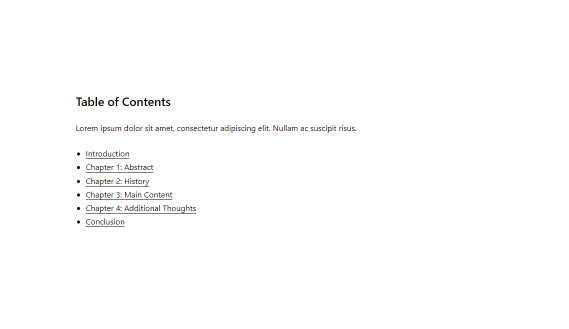 Table of Contents
Lorem ipsum dolor sit amet, consectetur adipiscing elit. Nullam ac suscipit risus.
Introduction
Chapter 1: Abstract
Chapter 2: History
Chapter 3: Main Content
Chapter 4: Additional Thoughts
Conclusion